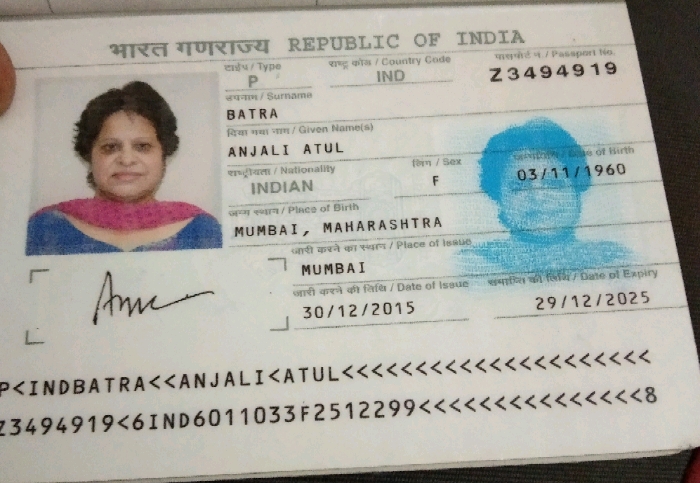 भारत गणराज्य REPUBLIC OF INDIA
टाईप / Type
राष्ट्र कोड / Country Code
पासपोर्ट नं. / Passport No.
P
IND
Z3494919
उपनाम / Surname
BATRA
दिया गया नाम / Given Name(s)
ANJALI ATUL
राष्ट्रीयता / Nationality
लिंग / Sex
जन्मतिथि / Date of Birth
INDIAN
F
03/11/1960
जन्म स्थान / Place of Birth
MUMBAI, MAHARASHTRA
जारी करने का स्थान / Place of Issue
MUMBAI
जारी करने की तिथि / Date of Issue
समाप्ति की तिथि / Date of Expiry
30/12/2015
29/12/2025
P<INDBATRA<<ANJALI<ATUL<<<<<<<<<<<<<<<<<<<<<
Z3494919<6IND6011033F2512299<<<<<<<<<<<<<<<8